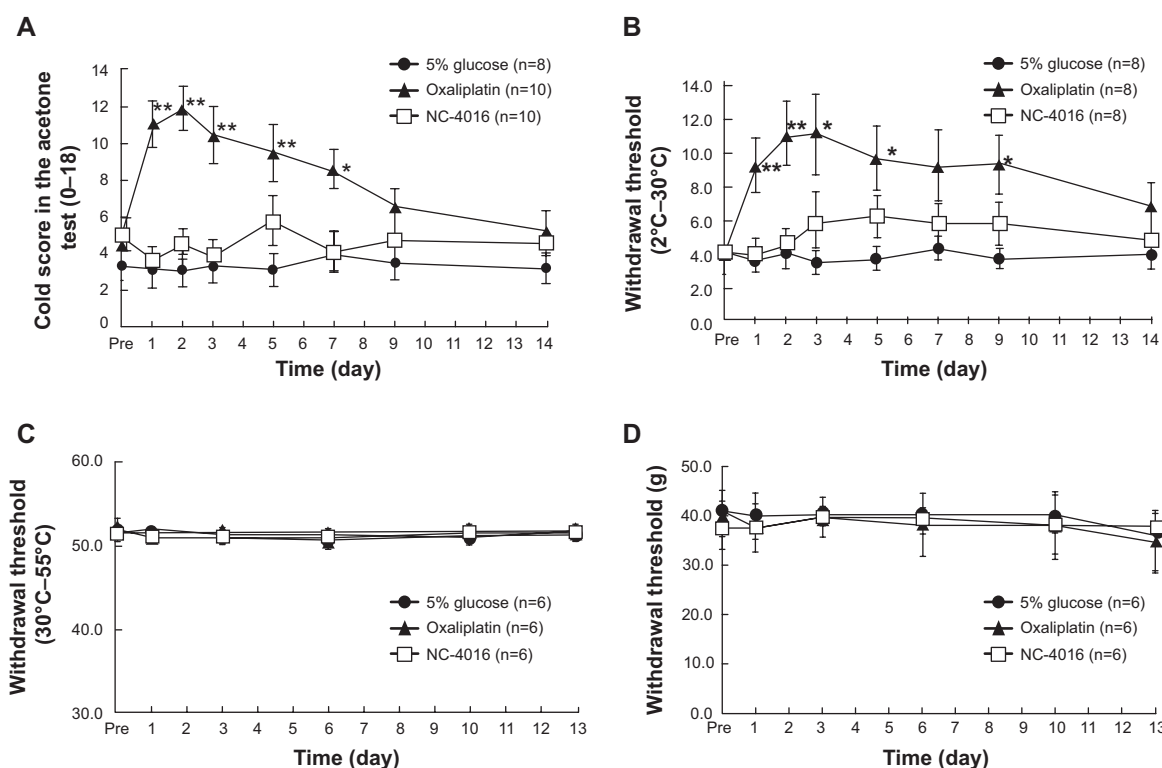 A
Cold score in the acetone
test (0–18)
14
12
10
8
6
4
2
0
** ** ** ** *
5% glucose (n=8)
Oxaliplatin (n=10)
NC-4016 (n=10)
Pre 1 2 3 4 5 6 7 8 9 10 11 12 13 14
Time (day)
B
Withdrawal threshold
(2°C–30°C)
14.0
12.0
10.0
8.0
6.0
4.0
2.0
0.0
** ** * * *
5% glucose (n=8)
Oxaliplatin (n=8)
NC-4016 (n=8)
Pre 1 2 3 4 5 6 7 8 9 10 11 12 13 14
Time (day)
C
Withdrawal threshold
(30°C–55°C)
60.0
50.0
40.0
30.0
5% glucose (n=6)
Oxaliplatin (n=6)
NC-4016 (n=6)
Pre 1 2 3 4 5 6 7 8 9 10 11 12 13
Time (day)
D
Withdrawal threshold (g)
50.0
40.0
30.0
20.0
10.0
0.0
5% glucose (n=6)
Oxaliplatin (n=6)
NC-4016 (n=6)
Pre 1 2 3 4 5 6 7 8 9 10 11 12 13
Time (day)